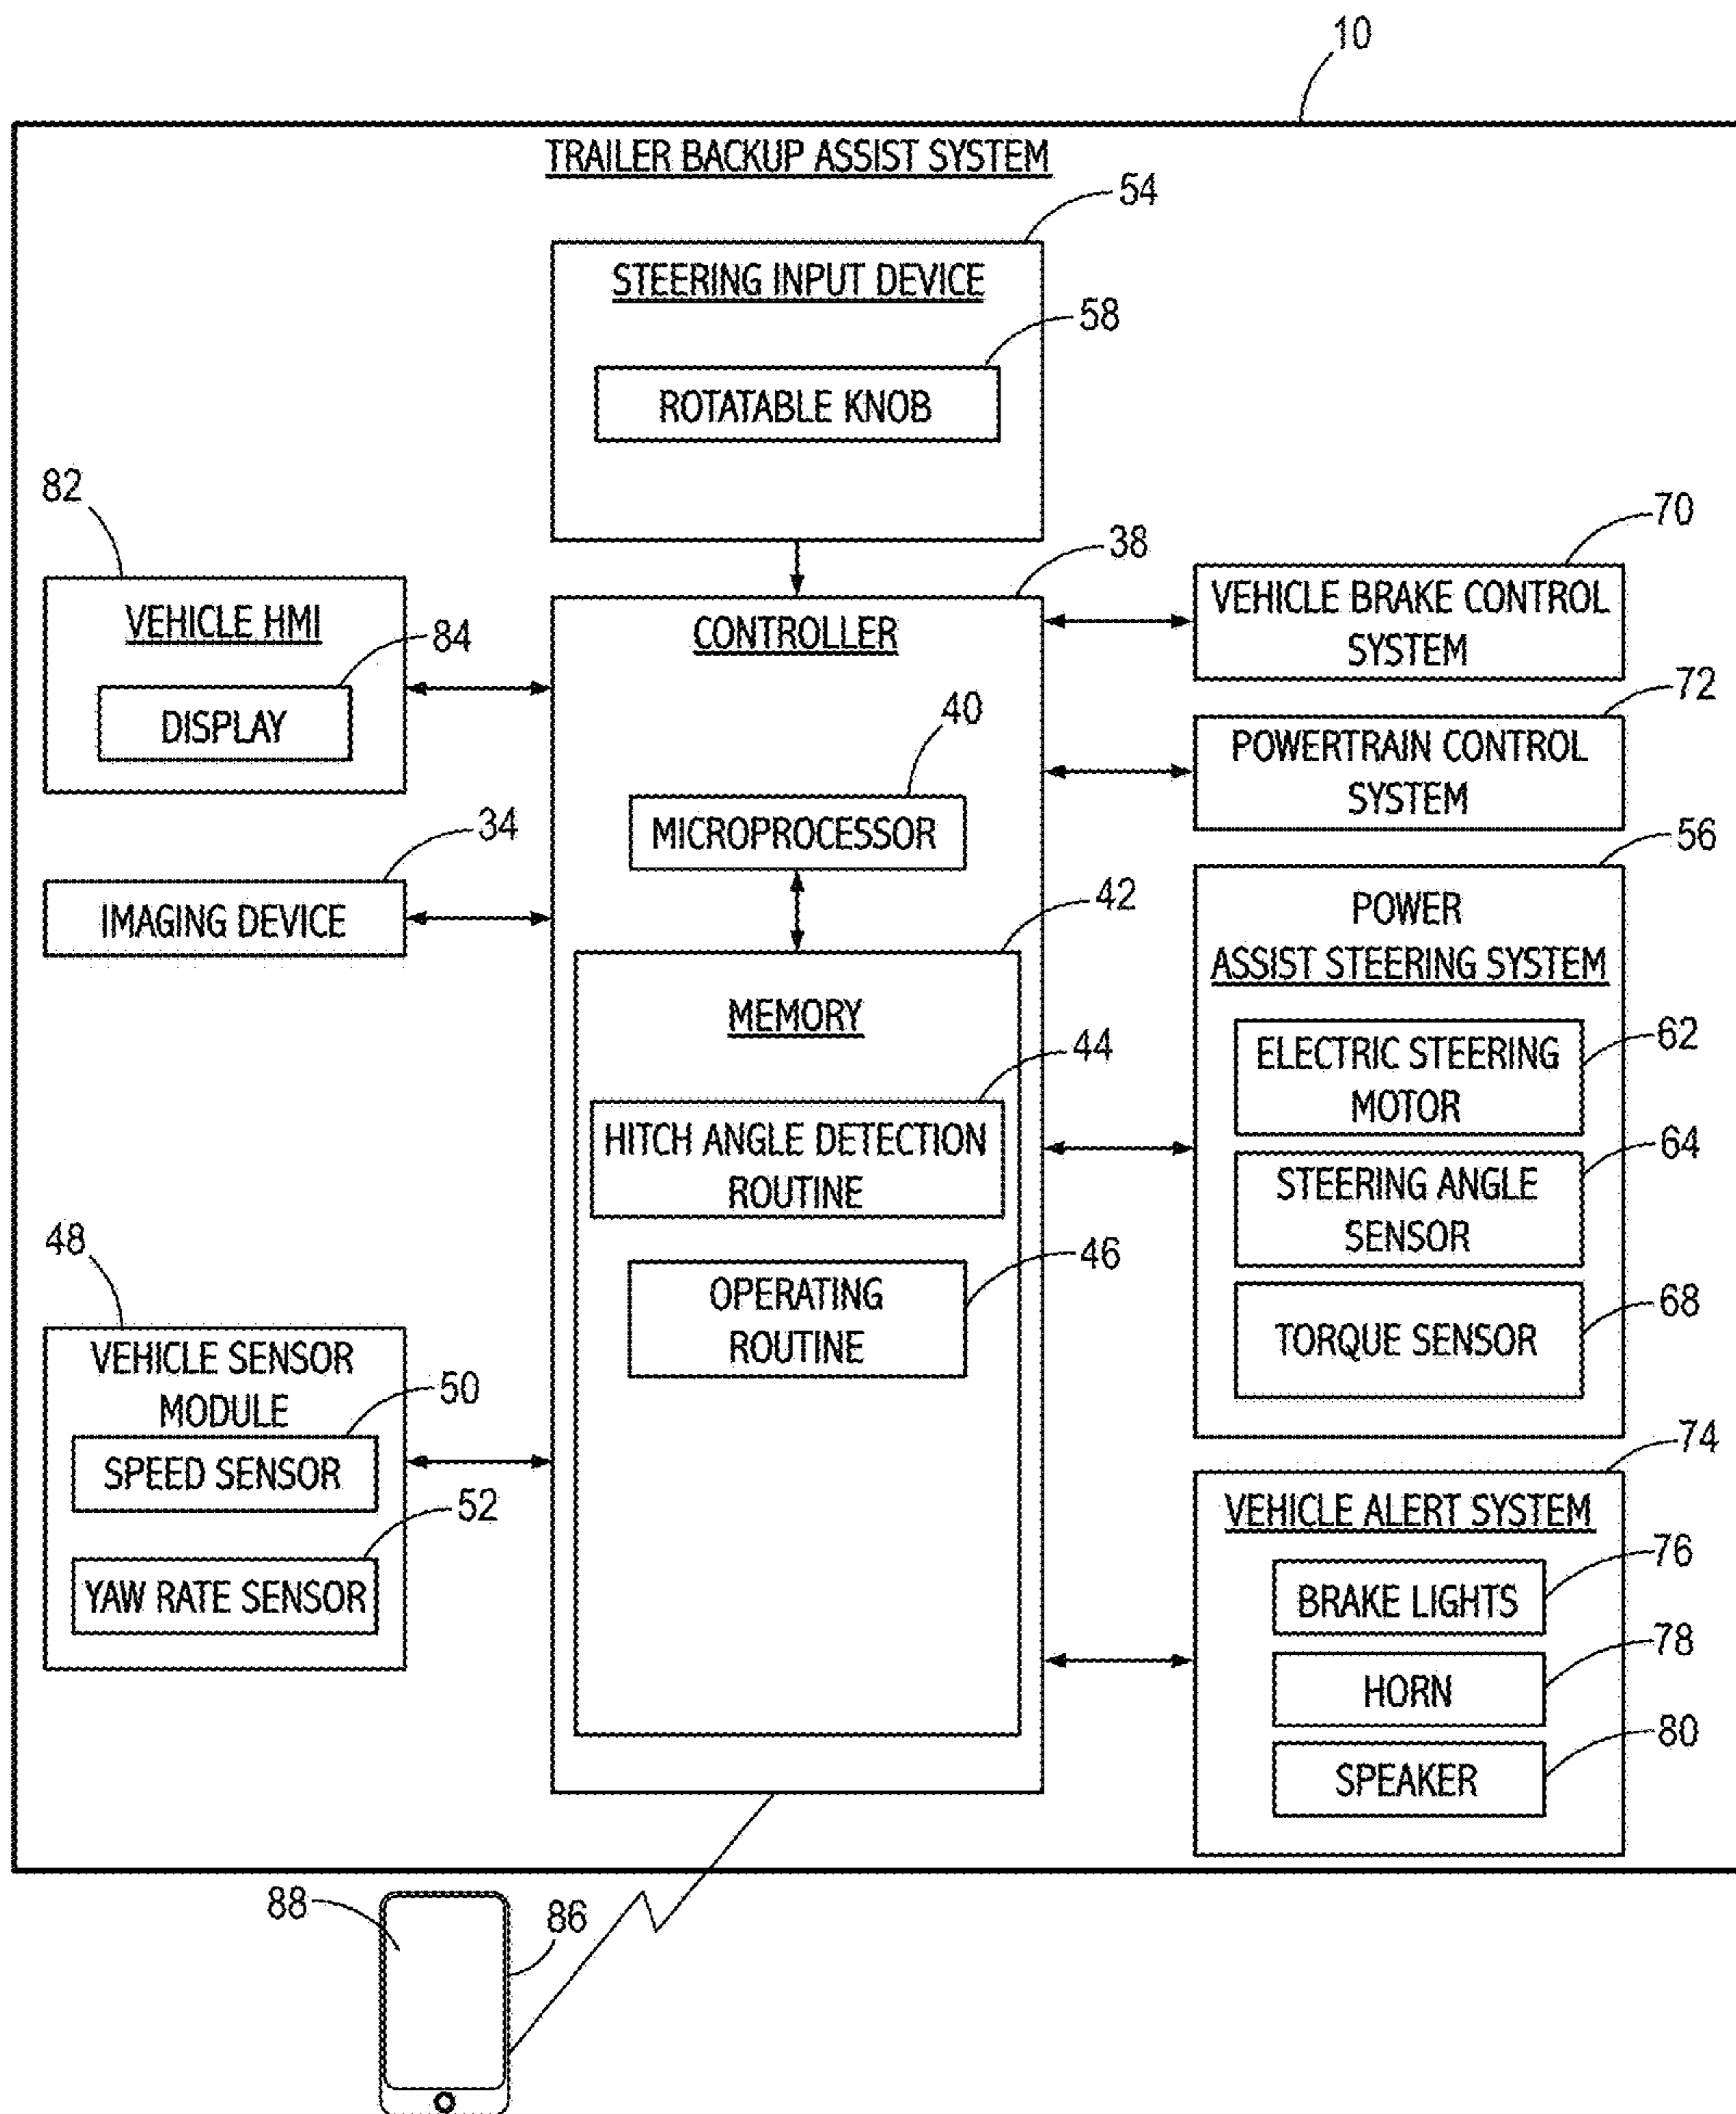 10
TRAILER BACKUP ASSIST SYSTEM
54
STEERING INPUT DEVICE
58
ROTATABLE KNOB
82
VEHICLE HMI
84
DISPLAY
34
IMAGING DEVICE
48
VEHICLE SENSOR
MODULE
50
SPEED SENSOR
52
YAW RATE SENSOR
38
CONTROLLER
40
MICROPROCESSOR
42
MEMORY
44
HITCH ANGLE DETECTION
ROUTINE
46
OPERATING
ROUTINE
70
VEHICLE BRAKE CONTROL
SYSTEM
72
POWERTRAIN CONTROL
SYSTEM
56
POWER
ASSIST STEERING SYSTEM
62
ELECTRIC STEERING
MOTOR
64
STEERING ANGLE
SENSOR
68
TORQUE SENSOR
74
VEHICLE ALERT SYSTEM
76
BRAKE LIGHTS
78
HORN
80
SPEAKER
88
86